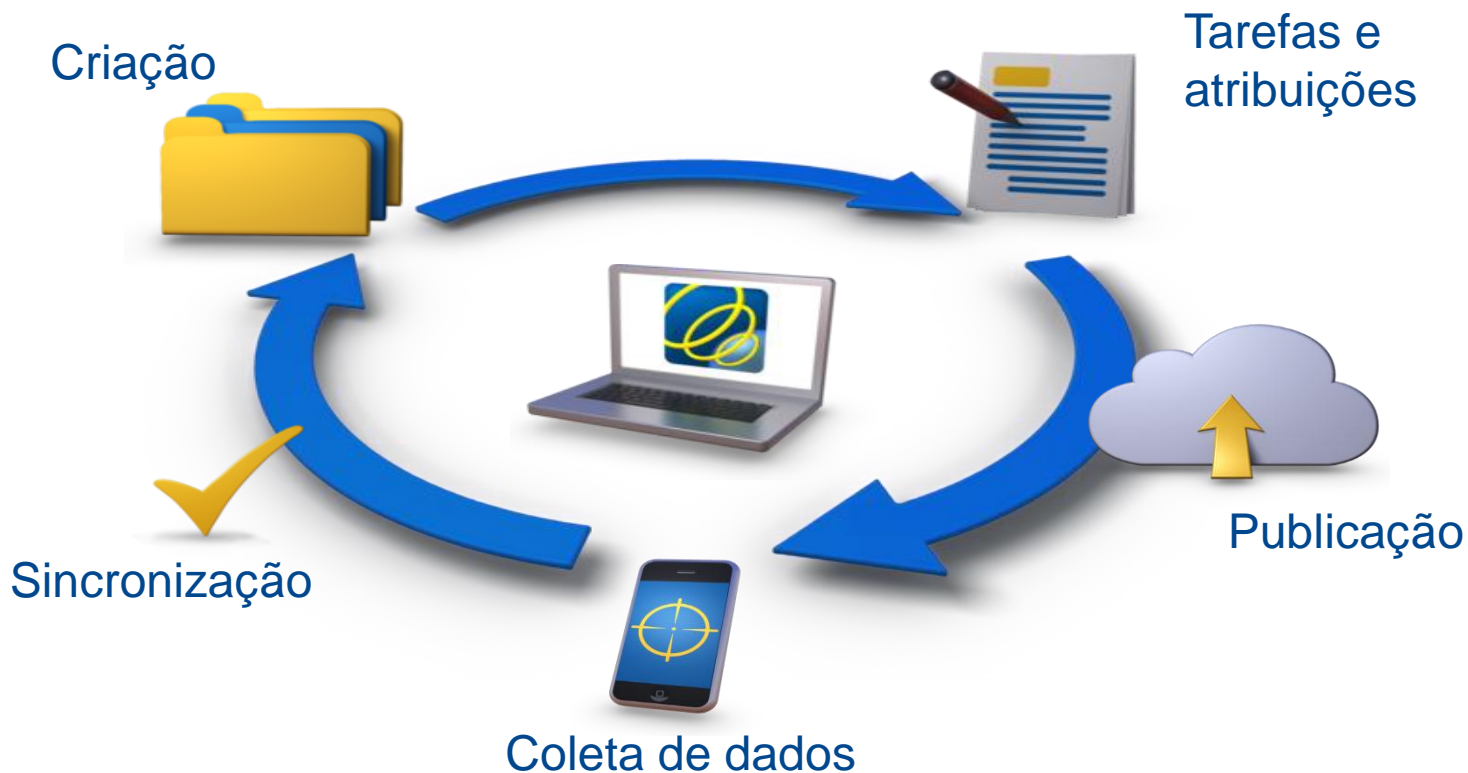 Criação
Tarefas e
atribuições
Publicação
Sincronização
Coleta de dados